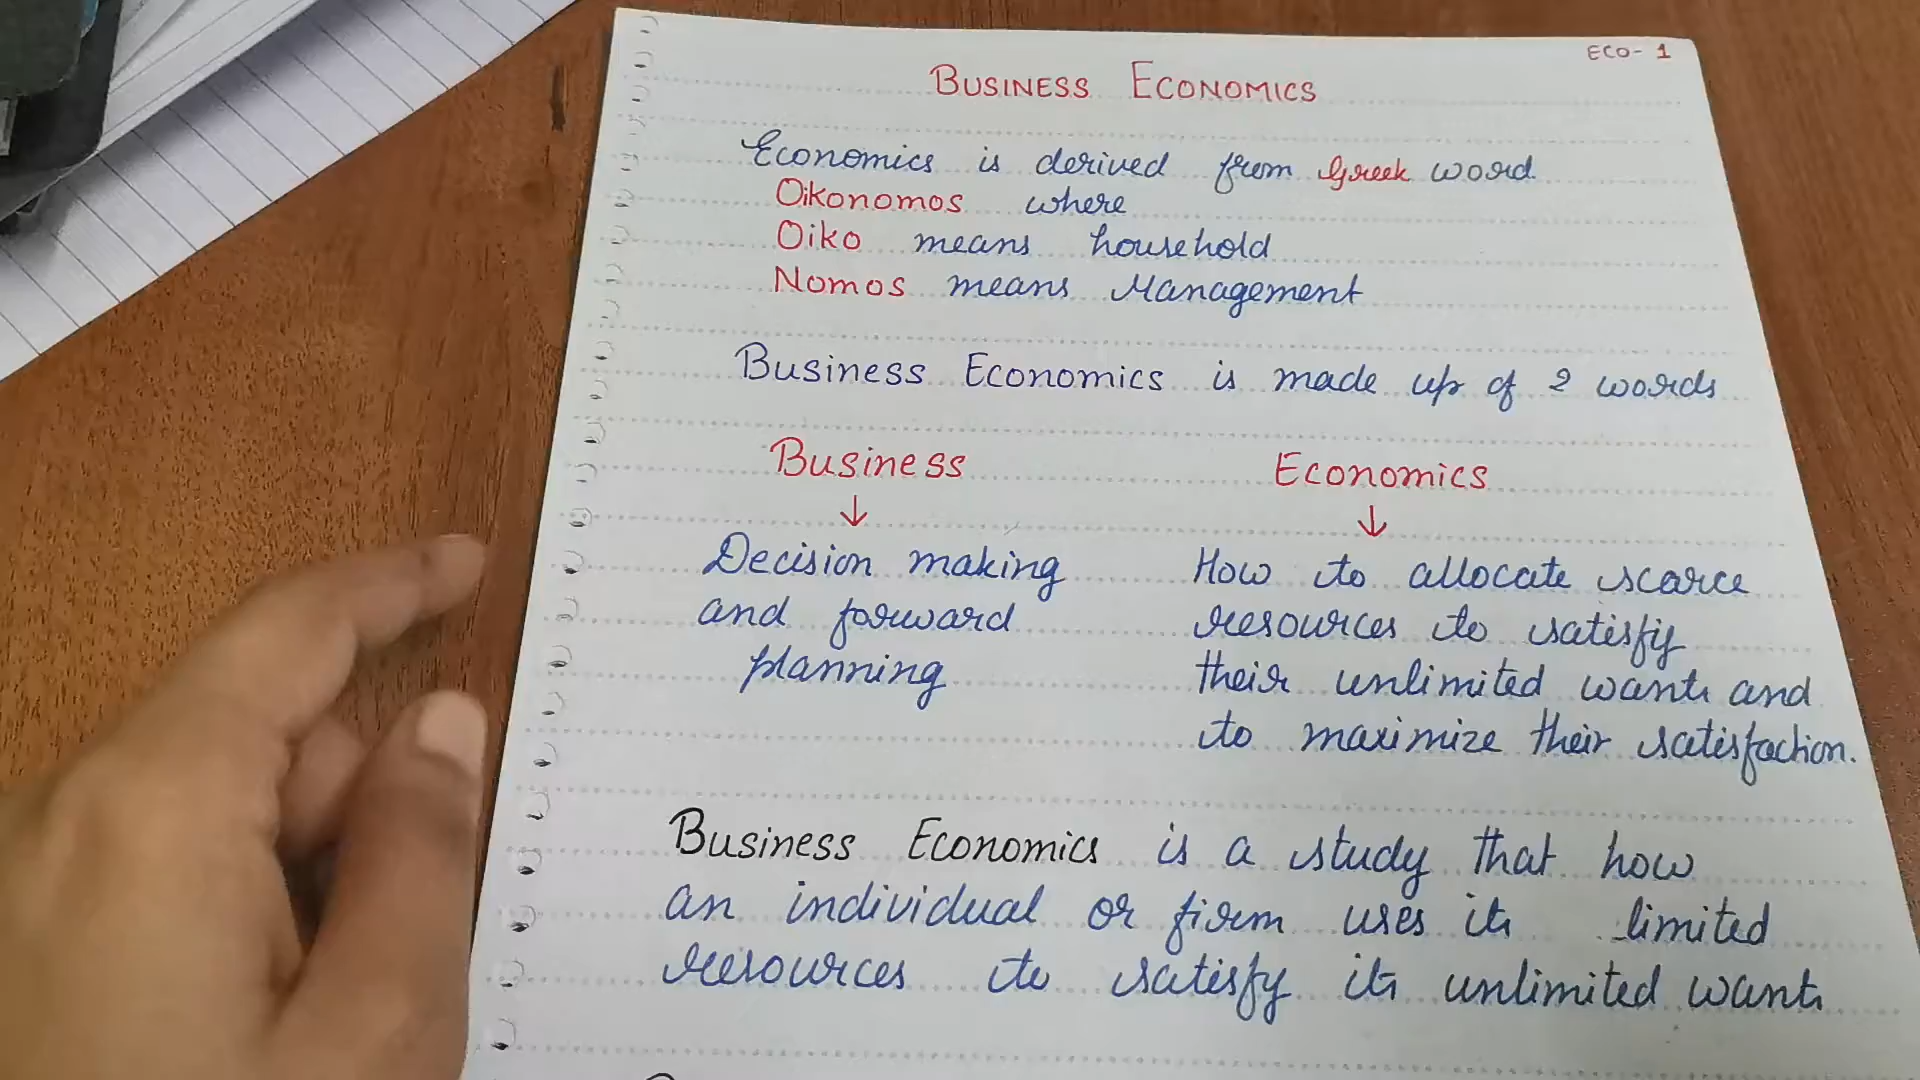 ECO- 1
BUSINESS ECONOMICS
Economics is derived from Greek word
Oikonomos where
Oiko means household
Nomos means Management
Business Economics is made up of 2 words
Business Economics
↓ ↓
Decision making How to allocate scarce
and forward resources to satisfy
planning their unlimited wants and
to maximize their satisfaction.
Business Economics is a study that how
an individual or firm uses its limited
resources to satisfy its unlimited wants